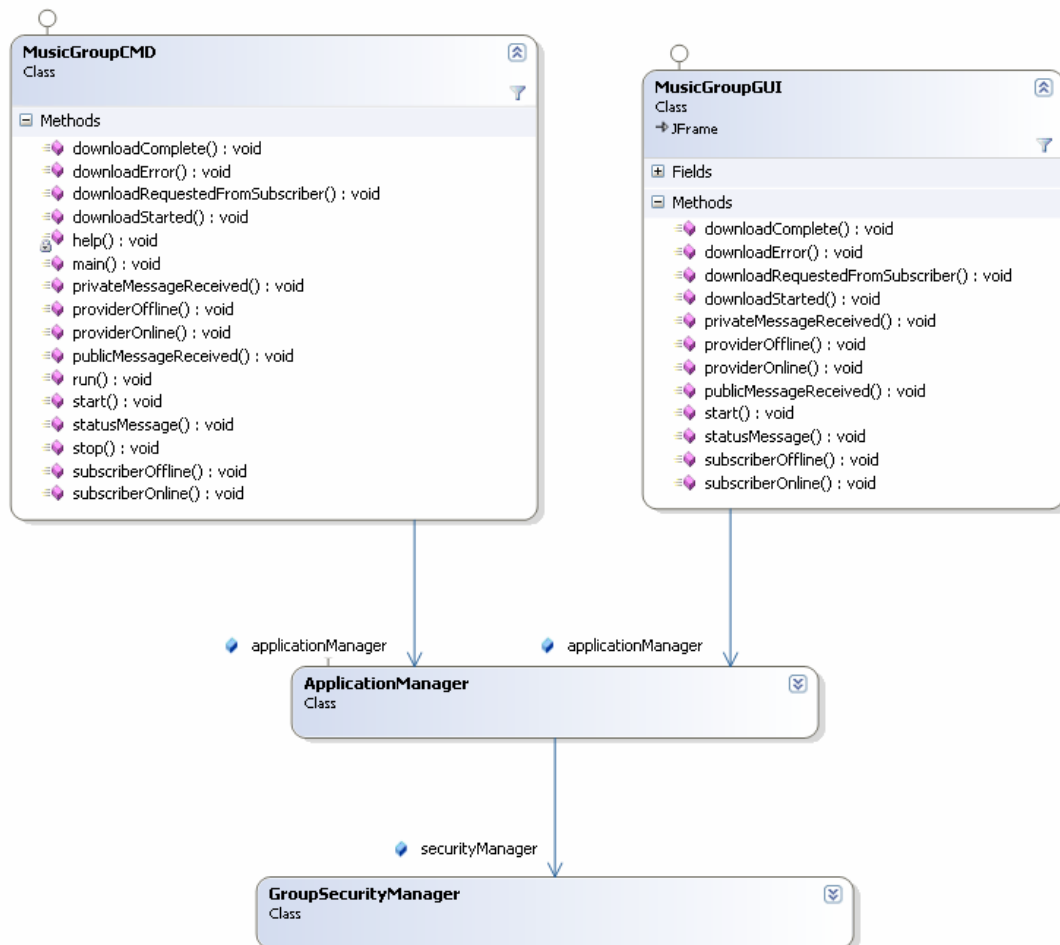 MusicGroupCMD
Class
Methods
downloadComplete() : void
downloadError() : void
downloadRequestedFromSubscriber() : void
downloadStarted() : void
help() : void
main() : void
privateMessageReceived() : void
providerOffline() : void
providerOnline() : void
publicMessageReceived() : void
run() : void
start() : void
statusMessage() : void
stop() : void
subscriberOffline() : void
subscriberOnline() : void
MusicGroupGUI
Class
JFrame
Fields
Methods
downloadComplete() : void
downloadError() : void
downloadRequestedFromSubscriber() : void
downloadStarted() : void
privateMessageReceived() : void
providerOffline() : void
providerOnline() : void
publicMessageReceived() : void
start() : void
statusMessage() : void
subscriberOffline() : void
subscriberOnline() : void
applicationManager
applicationManager
ApplicationManager
Class
securityManager
GroupSecurityManager
Class